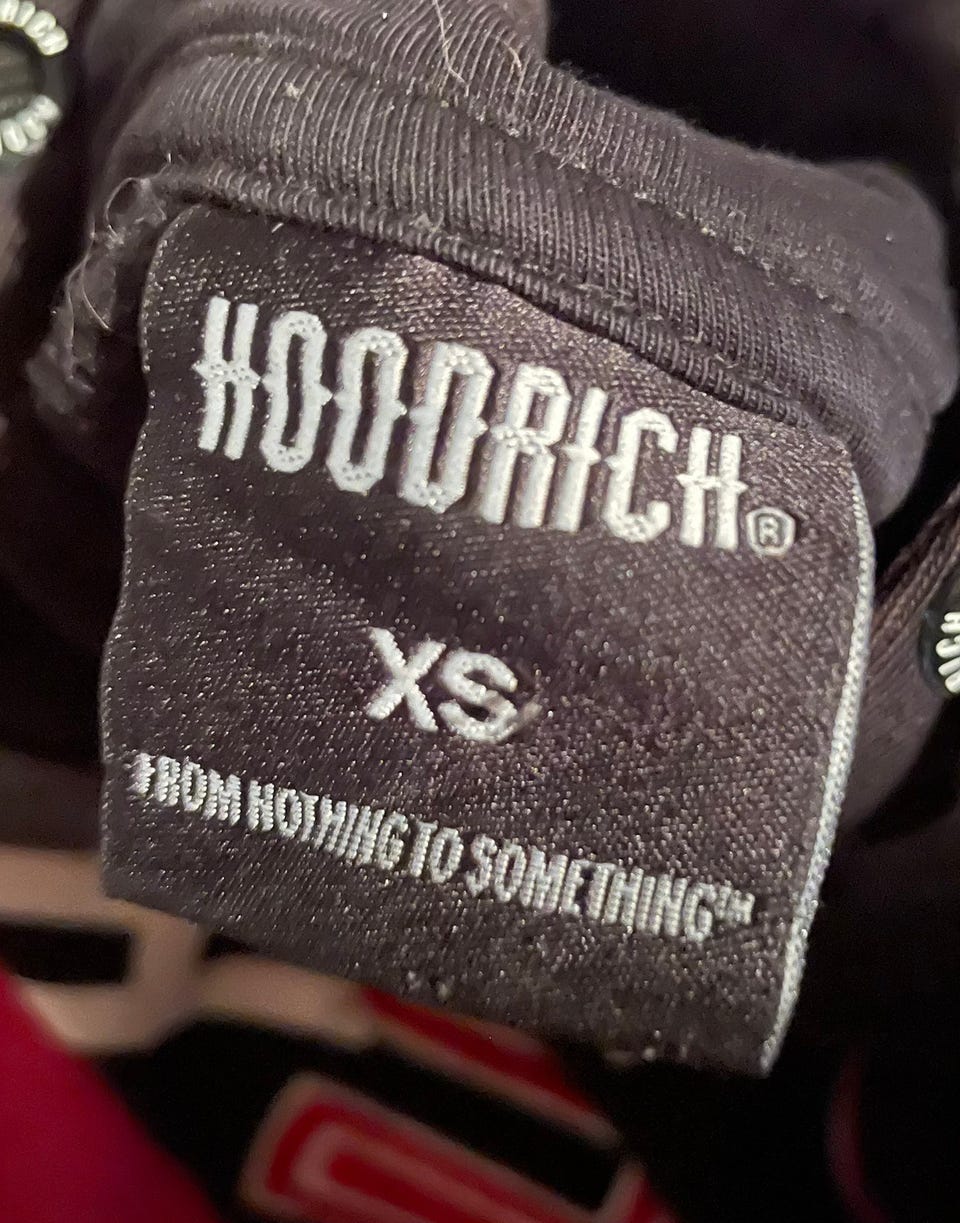 HOODRICH®
XS
FROM NOTHING TO SOMETHING™